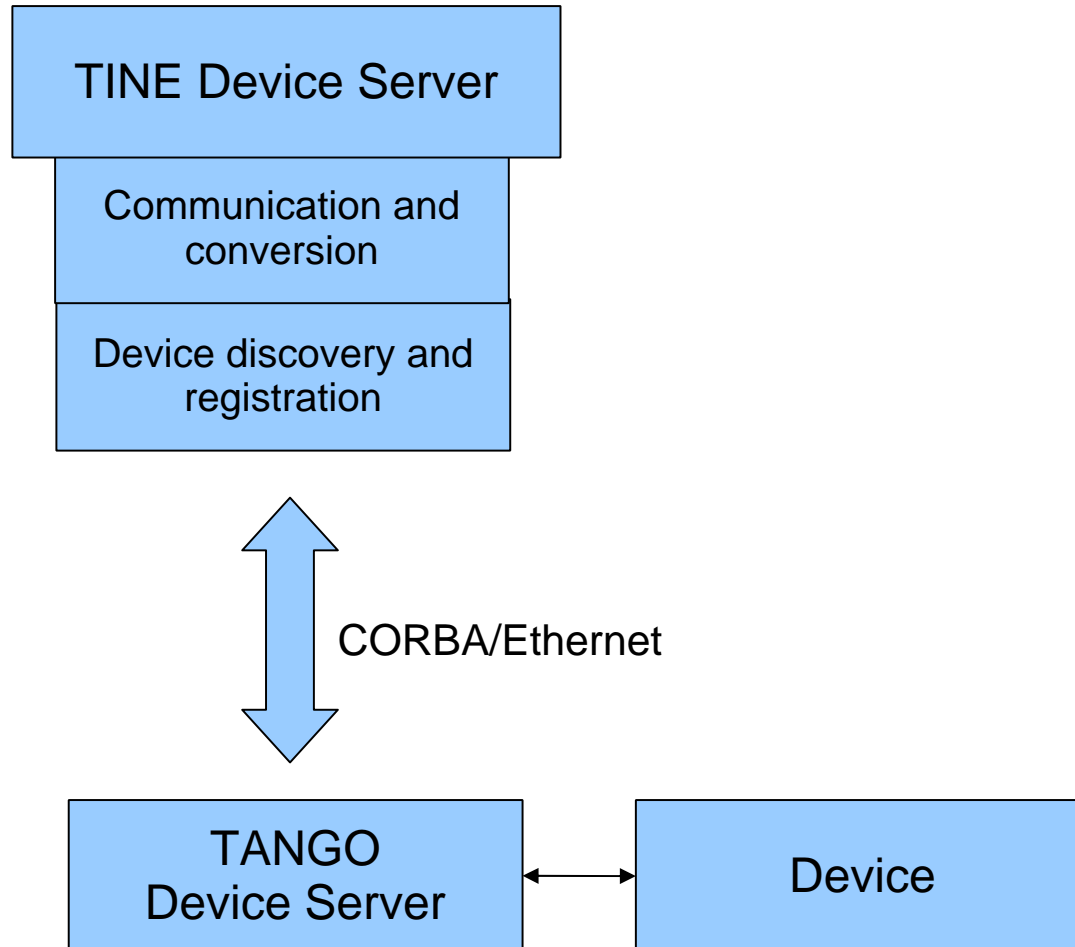 TINE Device Server
Communication and
conversion
Device discovery and
registration
CORBA/Ethernet
TANGO
Device Server
Device